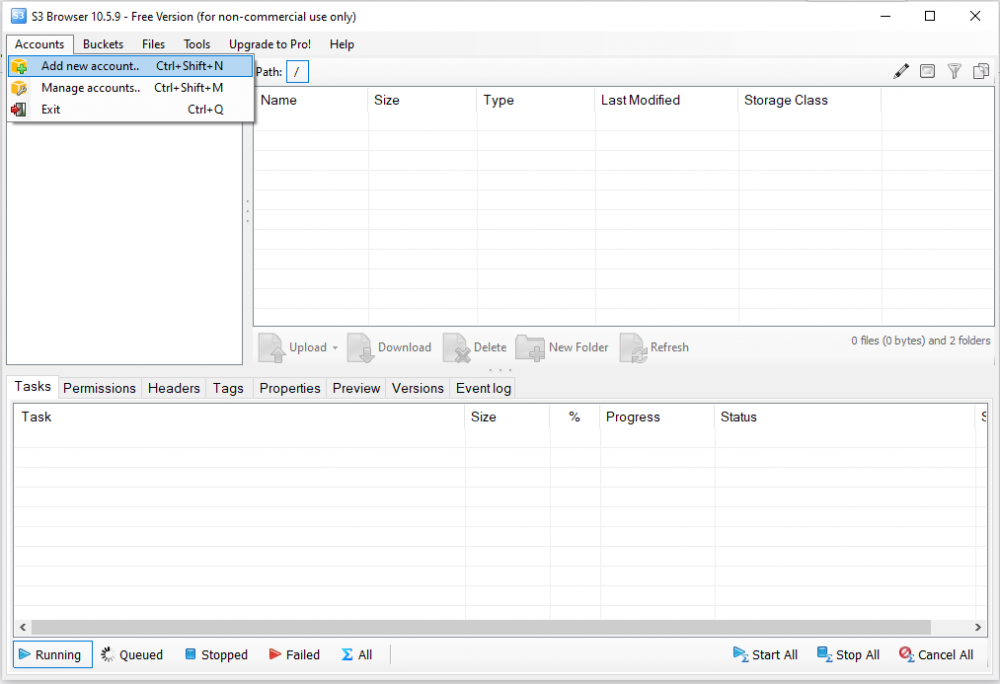 S3 S3 Browser 10.5.9 - Free Version (for non-commercial use only)
Accounts Buckets Files Tools Upgrade to Pro! Help
Add new account.. Ctrl+Shift+N
Path: /
Manage accounts.. Ctrl+Shift+M
Exit Ctrl+Q
Name Size Type Last Modified Storage Class
Upload Download Delete New Folder Refresh 0 files (0 bytes) and 2 folders
Tasks Permissions Headers Tags Properties Preview Versions Event log
Task Size % Progress Status
Running Queued Stopped Failed All Start All Stop All Cancel All